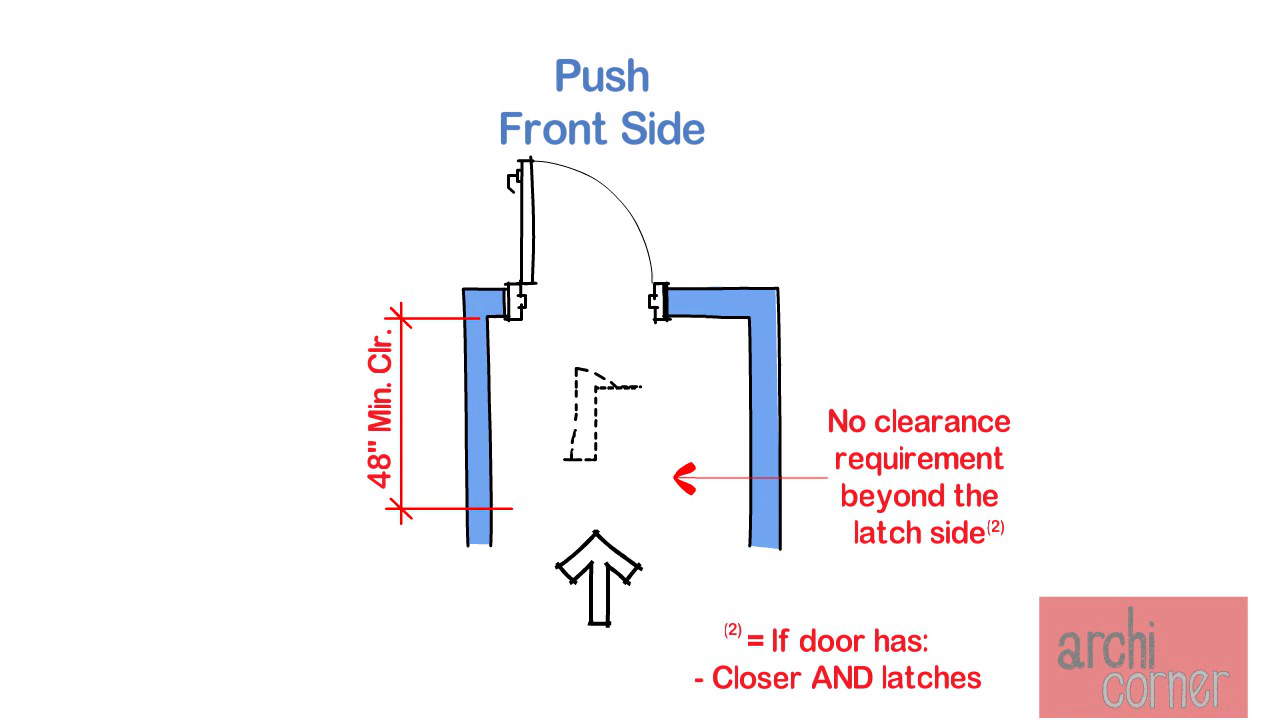 Push
Front Side
48" Min. Clr.
No clearance
requirement
beyond the
latch side(2)
(2) = If door has:
- Closer AND latches
archi
corner